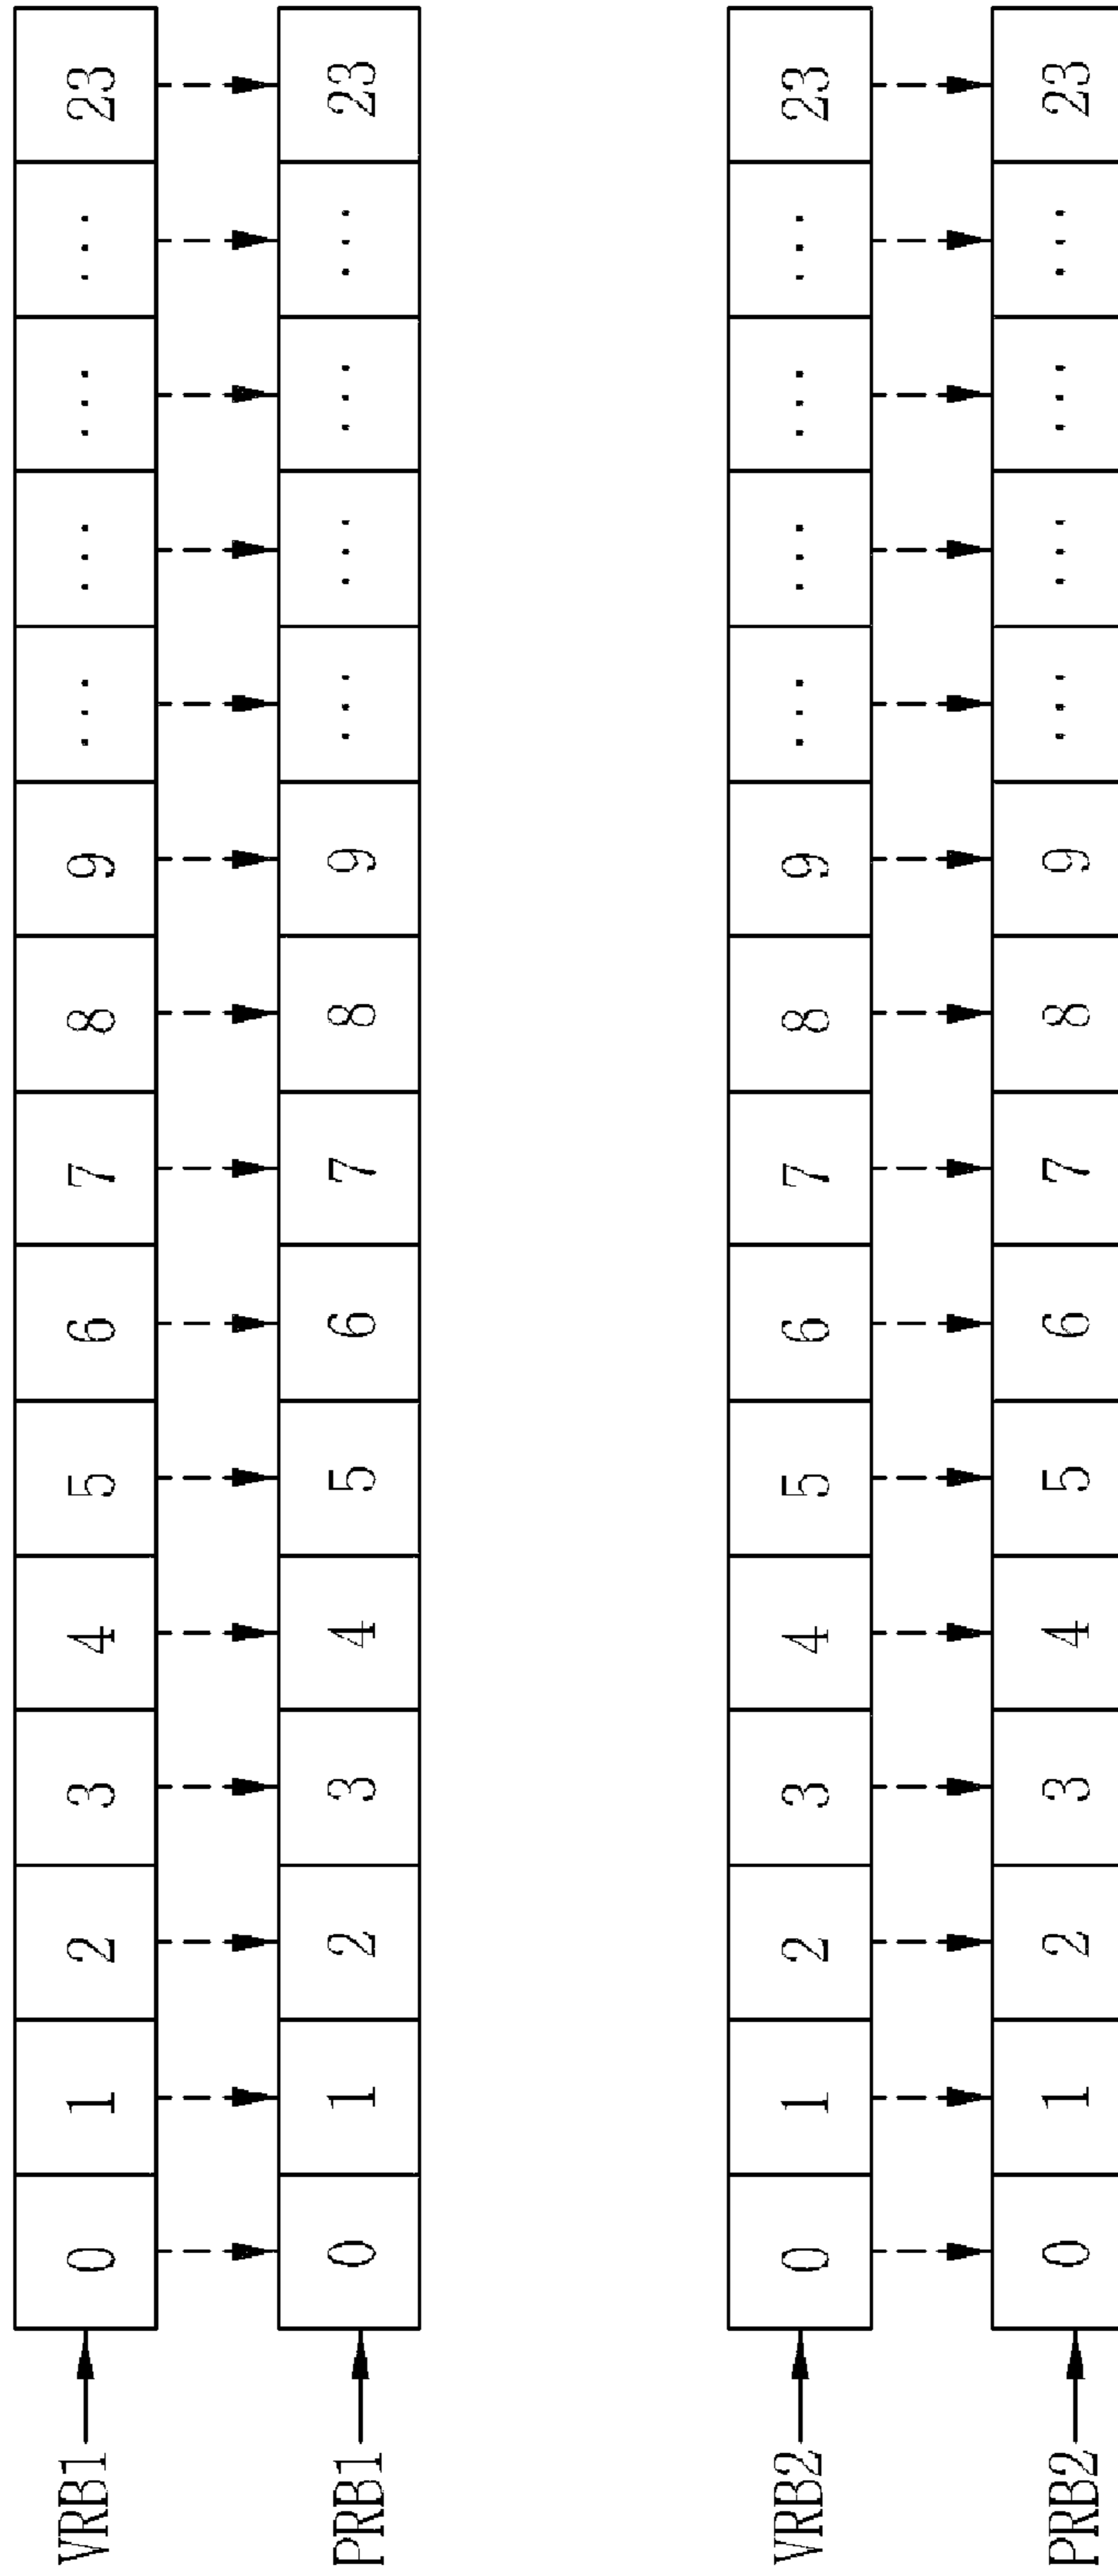 VRB1 0 1 2 3 4 5 6 7 8 9 ... ... ... ... 23
PRB1 0 1 2 3 4 5 6 7 8 9 ... ... ... ... 23
VRB2 0 1 2 3 4 5 6 7 8 9 ... ... ... ... 23
PRB2 0 1 2 3 4 5 6 7 8 9 ... ... ... ... 23